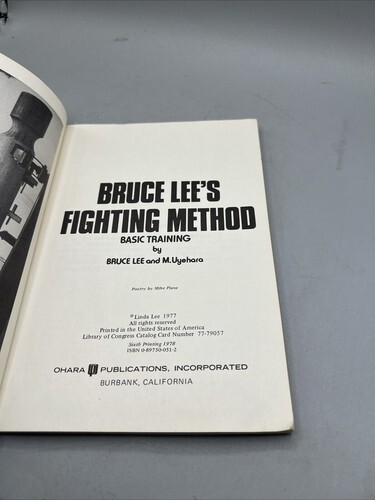 BRUCE LEE'S
FIGHTING METHOD
BASIC TRAINING
by
BRUCE LEE and M. Uyehara
Poetry by Mike Plane
©Linda Lee 1977
All rights reserved
Printed in the United States of America
Library of Congress Catalog Card Number 77-79057
Sixth Printing 1978
ISBN 0-89750-051-2
OHARA PUBLICATIONS, INCORPORATED
BURBANK, CALIFORNIA